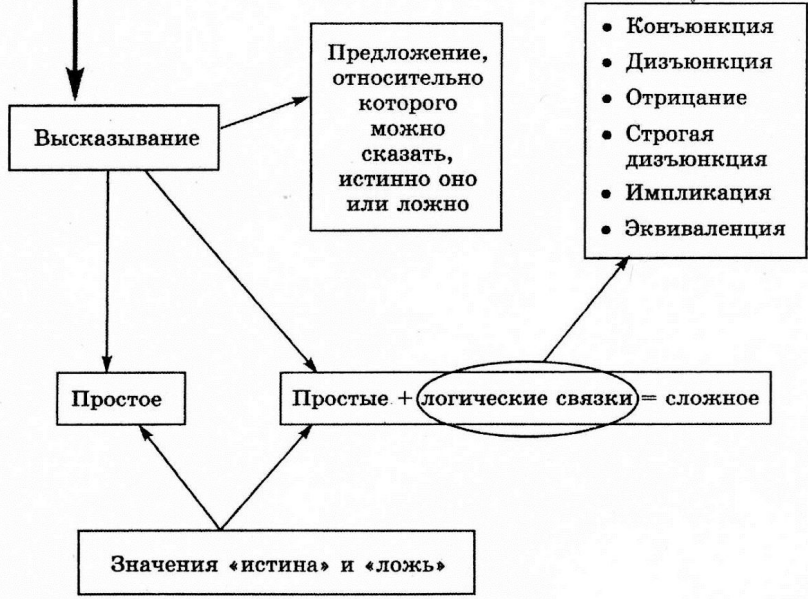 Высказывание
Предложение,
относительно
которого
можно
сказать,
истинно оно
или ложно
• Конъюнкция
• Дизъюнкция
• Отрицание
• Строгая
дизъюнкция
• Импликация
• Эквиваленция
Простое
Простые + логические связки = сложное
Значения «истина» и «ложь»